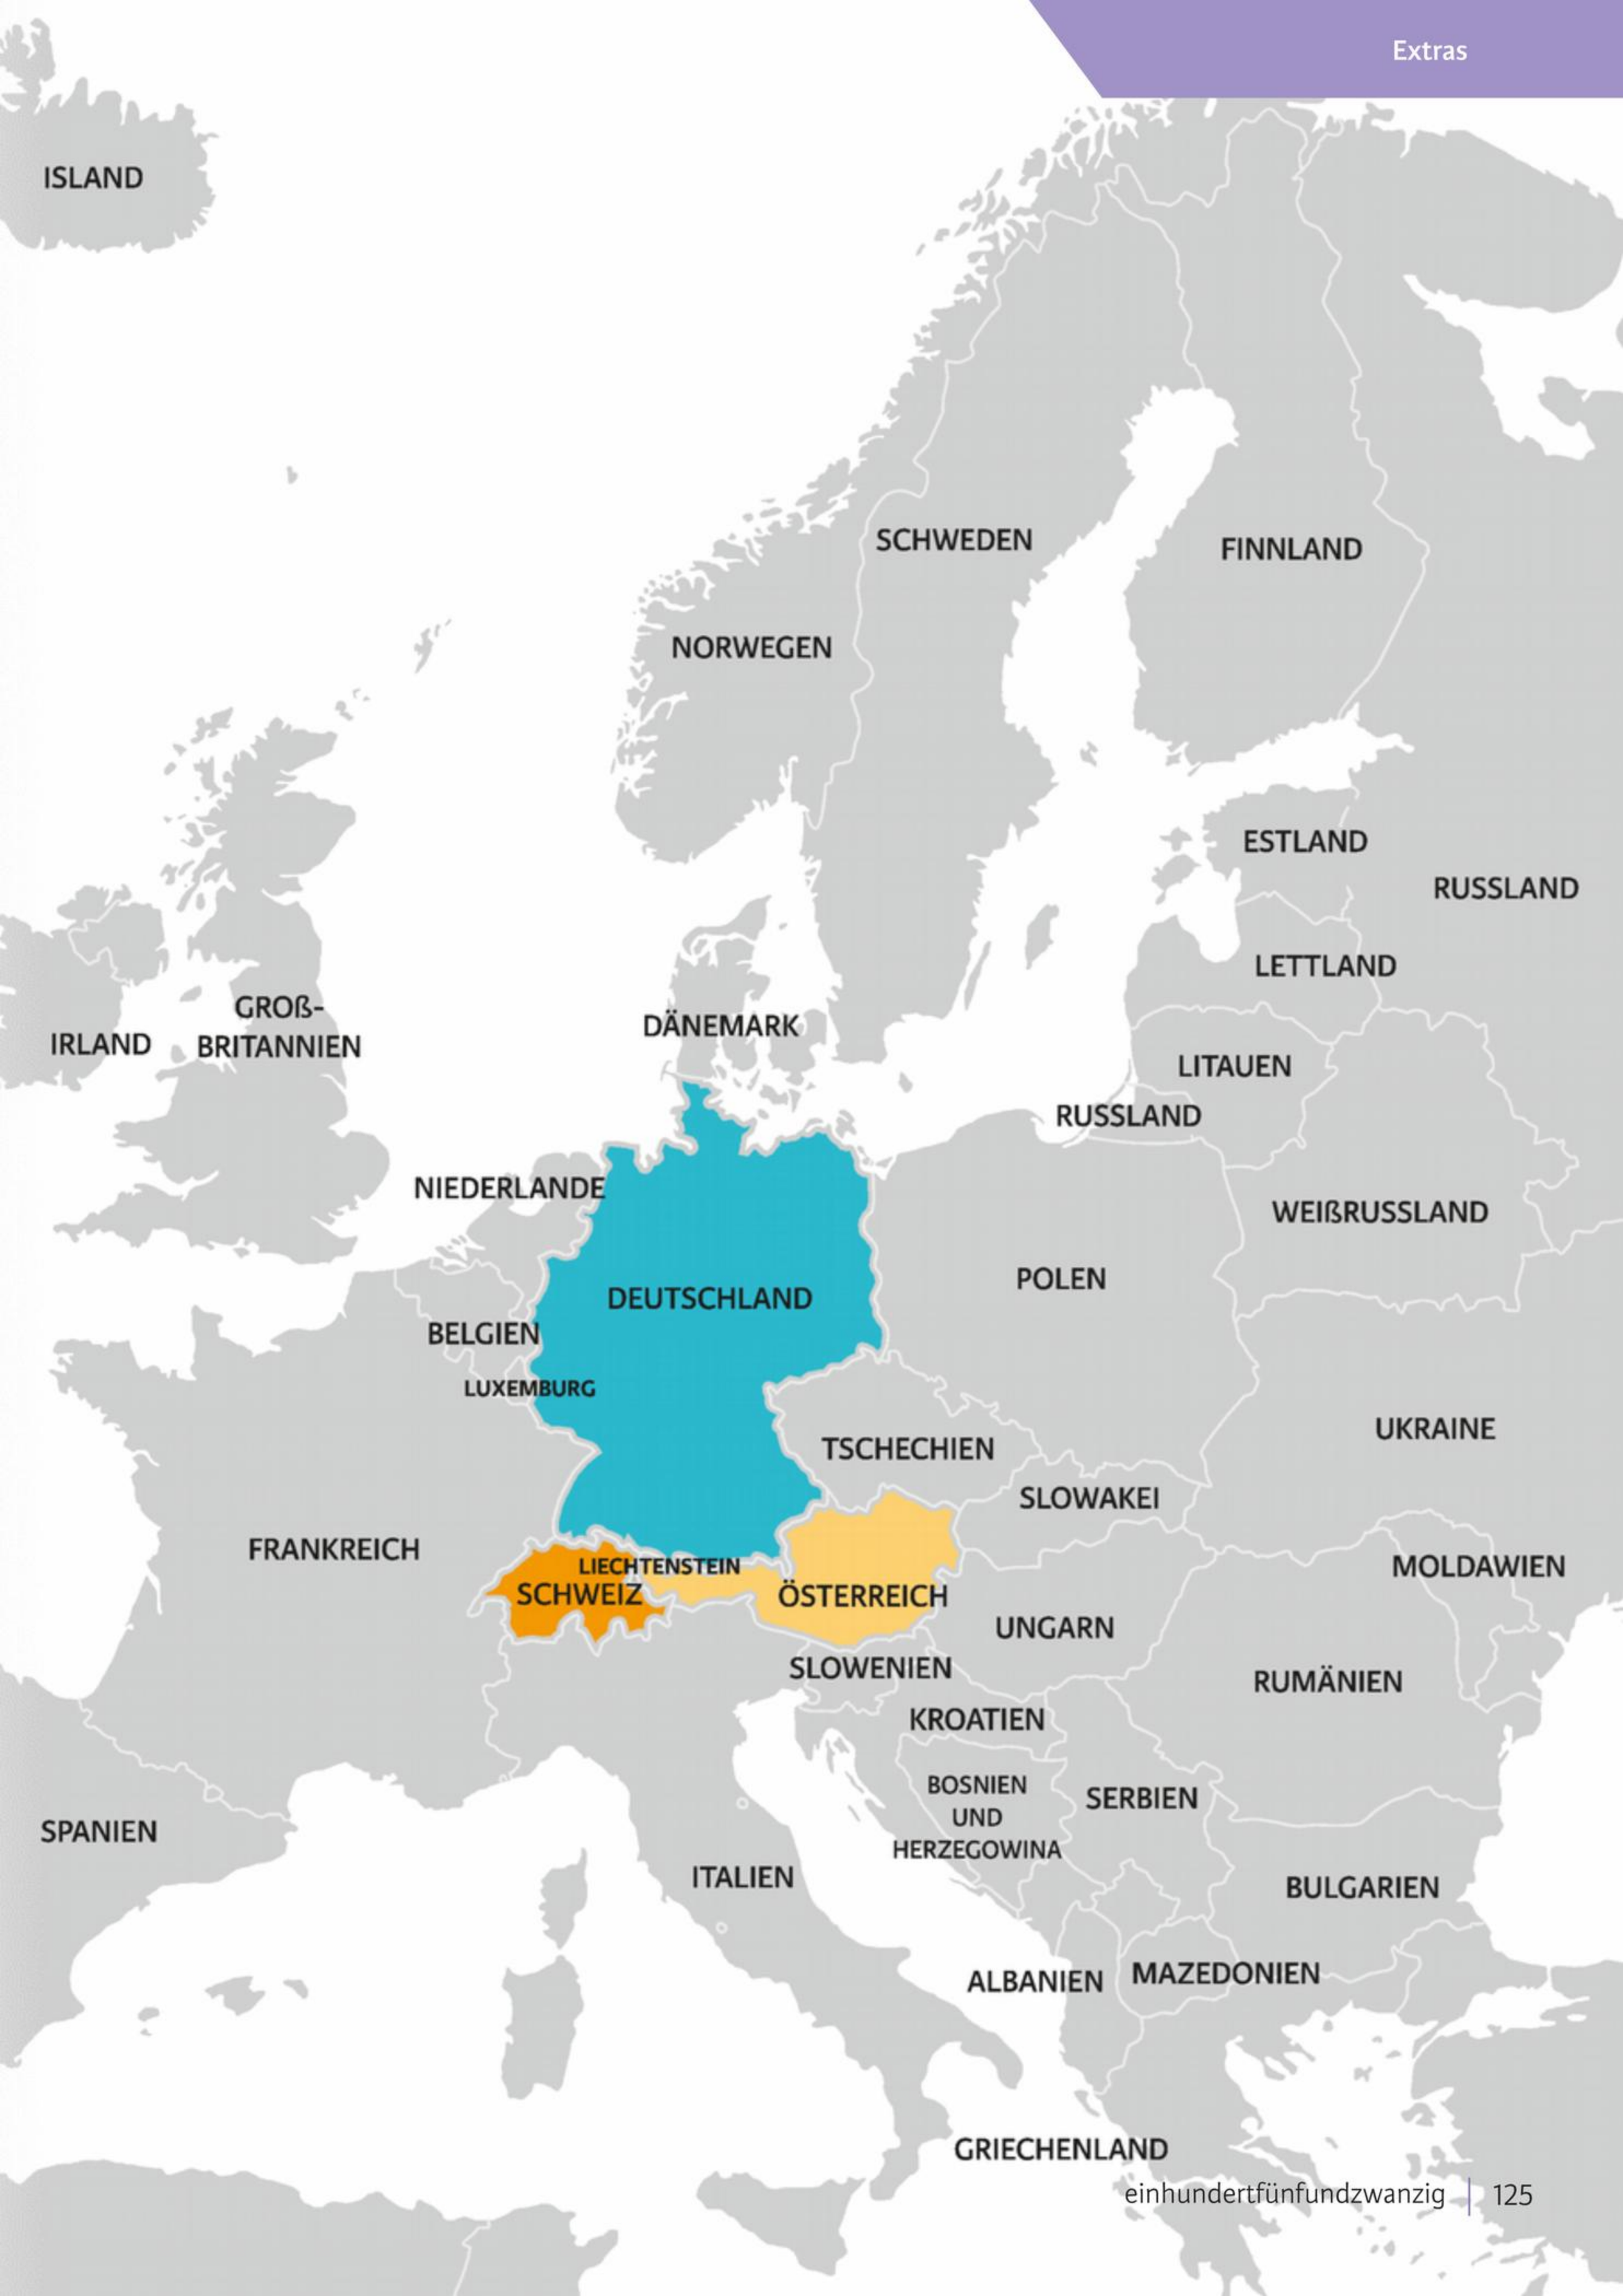 Extras
ISLAND
SCHWEDEN
FINNLAND
NORWEGEN
ESTLAND
RUSSLAND
LETTLAND
GROß-
BRITANNIEN
IRLAND
DÄNEMARK
LITAUEN
RUSSLAND
NIEDERLANDE
WEIßRUSSLAND
POLEN
DEUTSCHLAND
BELGIEN
LUXEMBURG
UKRAINE
TSCHECHIEN
SLOWAKEI
FRANKREICH
LIECHTENSTEIN
MOLDAWIEN
SCHWEIZ
ÖSTERREICH
UNGARN
SLOWENIEN
RUMÄNIEN
KROATIEN
BOSNIEN
UND
HERZEGOWINA
SERBIEN
SPANIEN
ITALIEN
BULGARIEN
ALBANIEN
MAZEDONIEN
GRIECHENLAND
einhundertfünfundzwanzig | 125